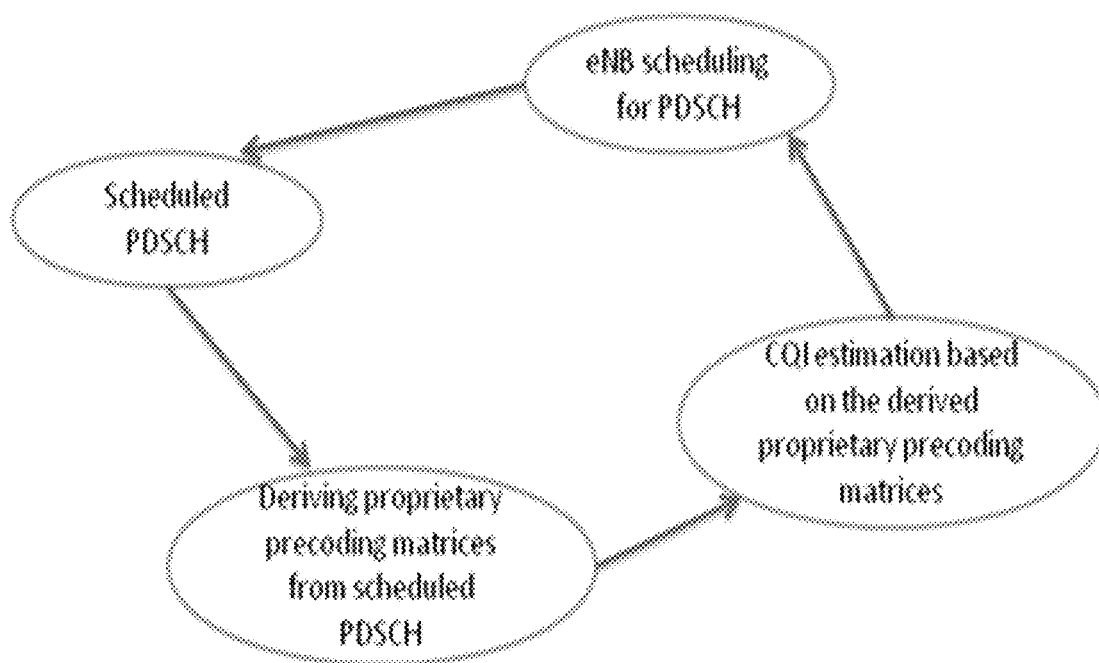 eNB scheduling
for PDSCH
Scheduled
PDSCH
CQI estimation based
on the derived
proprietary precoding
matrices
Deriving proprietary
precoding matrices
from scheduled
PDSCH